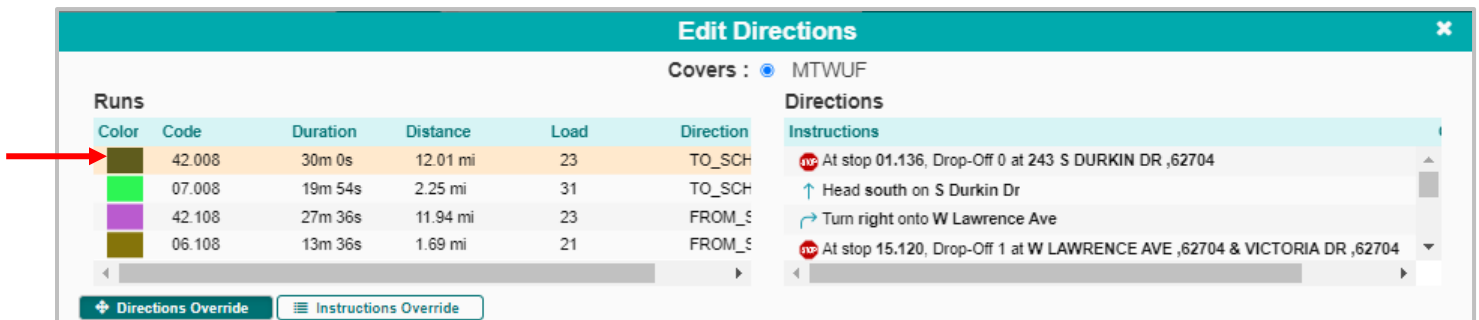 Edit Directions
Covers : MTWUF
Runs
Color Code Duration Distance Load Direction
42.008 30m 0s 12.01 mi 23 TO_SCH
07.008 19m 54s 2.25 mi 31 TO_SCH
42.108 27m 36s 11.94 mi 23 FROM_S
06.108 13m 36s 1.69 mi 21 FROM_S
Directions Override Instructions Override
Directions
Instructions
STOP At stop 01.136, Drop-Off 0 at 243 S DURKIN DR ,62704
Head south on S Durkin Dr
Turn right onto W Lawrence Ave
STOP At stop 15.120, Drop-Off 1 at W LAWRENCE AVE ,62704 & VICTORIA DR ,62704